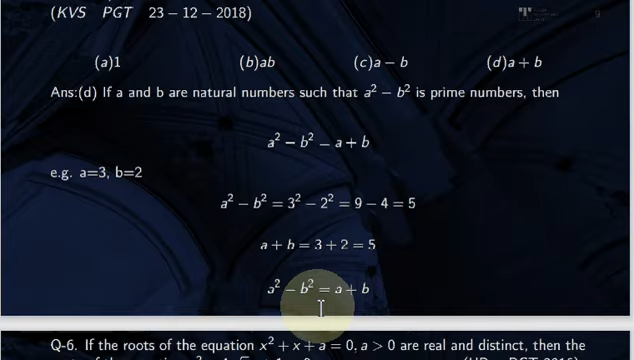 (KVS PGT 23 − 12 − 2018)
9
(a)1 (b)ab (c)a − b (d)a + b
Ans:(d) If a and b are natural numbers such that a² − b² is prime numbers, then
a² − b² − a + b
e.g. a=3, b=2
a² − b² = 3² − 2² = 9 − 4 = 5
a + b = 3 + 2 = 5
a² − b² = a + b
Q-6. If the roots of the equation x² + x + a = 0, a > 0 are real and distinct, then the